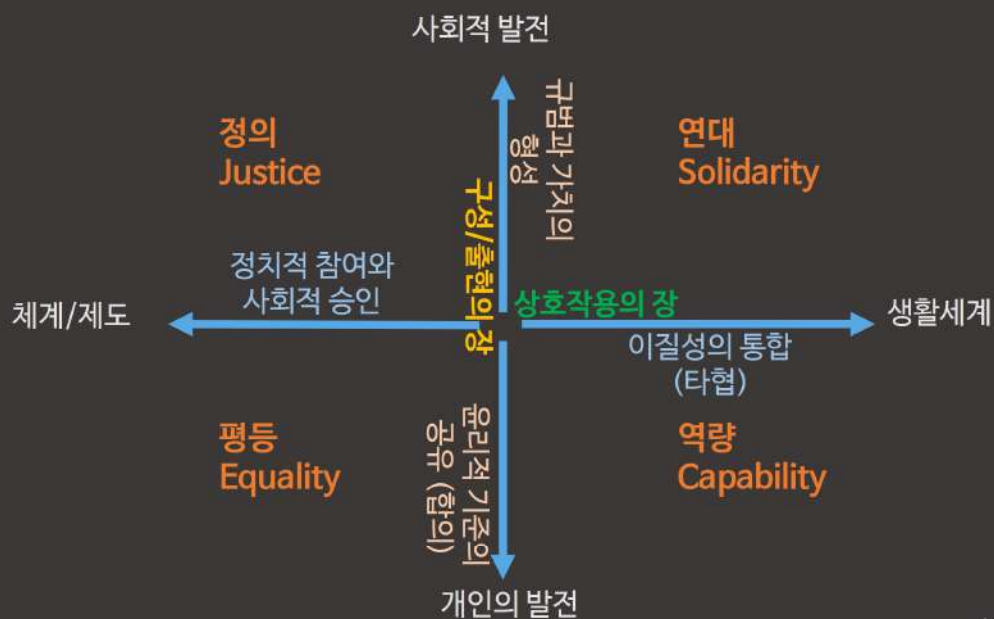 사회적 발전
규범과 가치의
형성
정의
Justice
연대
Solidarity
구성/출현의 장
정치적 참여와
사회적 승인
체계/제도
상호작용의 장
생활세계
이질성의 통합
(타협)
평등
Equality
윤리적 기준의
공유 (합의)
역량
Capability
개인의 발전